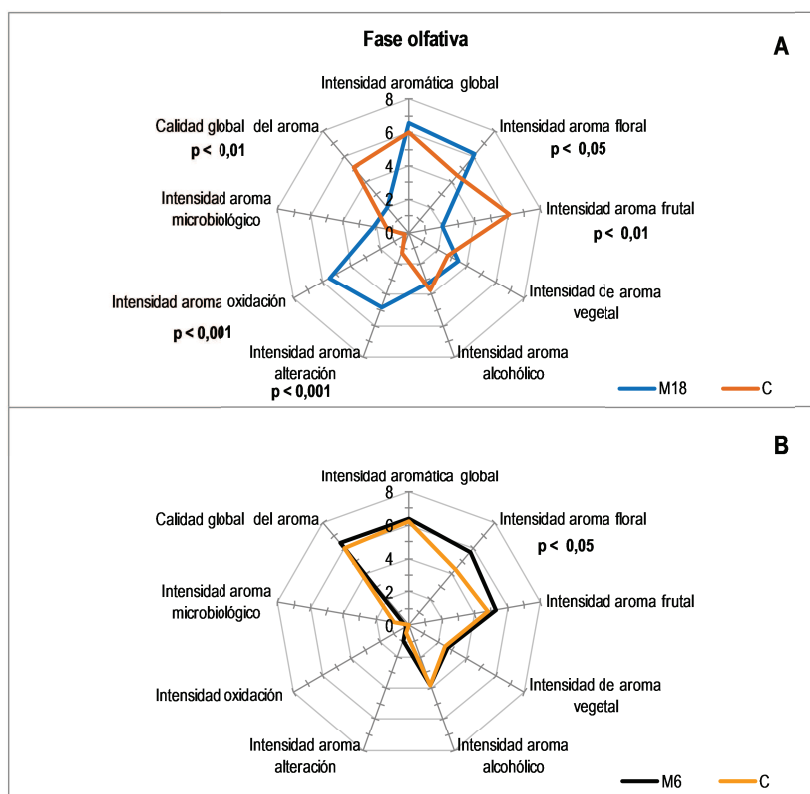 Fase olfativa
A
Intensidad aromática global
8
Calidad global del aroma
p < 0,01
Intensidad aroma floral
p < 0,05
6
4
Intensidad aroma
microbiológico
2
Intensidad aroma frutal
p < 0,01
0
Intensidad aroma oxidación
p < 0,001
Intensidad de aroma
vegetal
Intensidad aroma
alteración
p < 0,001
Intensidad aroma
alcohólico
M18
C
B
Intensidad aromática global
8
Calidad global del aroma
Intensidad aroma floral
p < 0,05
6
4
Intensidad aroma
microbiológico
2
Intensidad aroma frutal
0
Intensidad oxidación
Intensidad de aroma
vegetal
Intensidad aroma
alteración
Intensidad aroma
alcohólico
M6
C